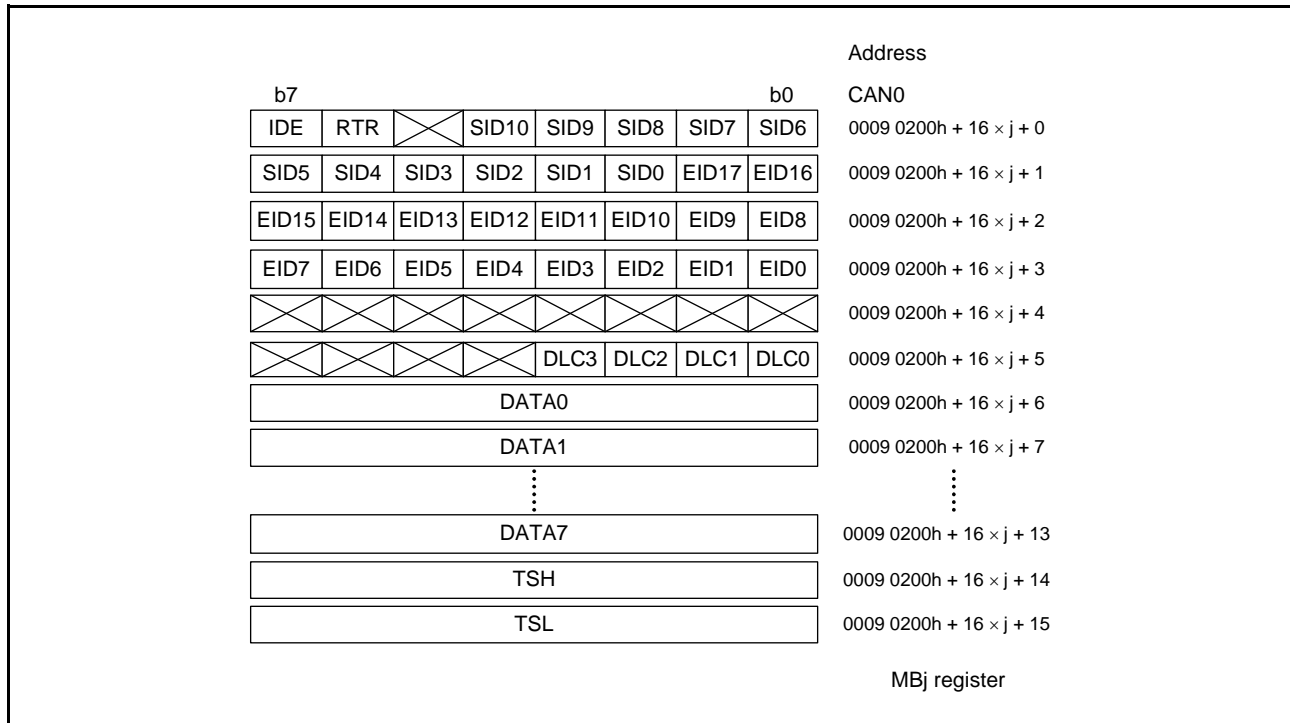 Address
b7 b0 CAN0
IDE RTR SID10 SID9 SID8 SID7 SID6 0009 0200h + 16 × j + 0
SID5 SID4 SID3 SID2 SID1 SID0 EID17 EID16 0009 0200h + 16 × j + 1
EID15 EID14 EID13 EID12 EID11 EID10 EID9 EID8 0009 0200h + 16 × j + 2
EID7 EID6 EID5 EID4 EID3 EID2 EID1 EID0 0009 0200h + 16 × j + 3
0009 0200h + 16 × j + 4
DLC3 DLC2 DLC1 DLC0 0009 0200h + 16 × j + 5
DATA0 0009 0200h + 16 × j + 6
DATA1 0009 0200h + 16 × j + 7
DATA7 0009 0200h + 16 × j + 13
TSH 0009 0200h + 16 × j + 14
TSL 0009 0200h + 16 × j + 15
MBj register